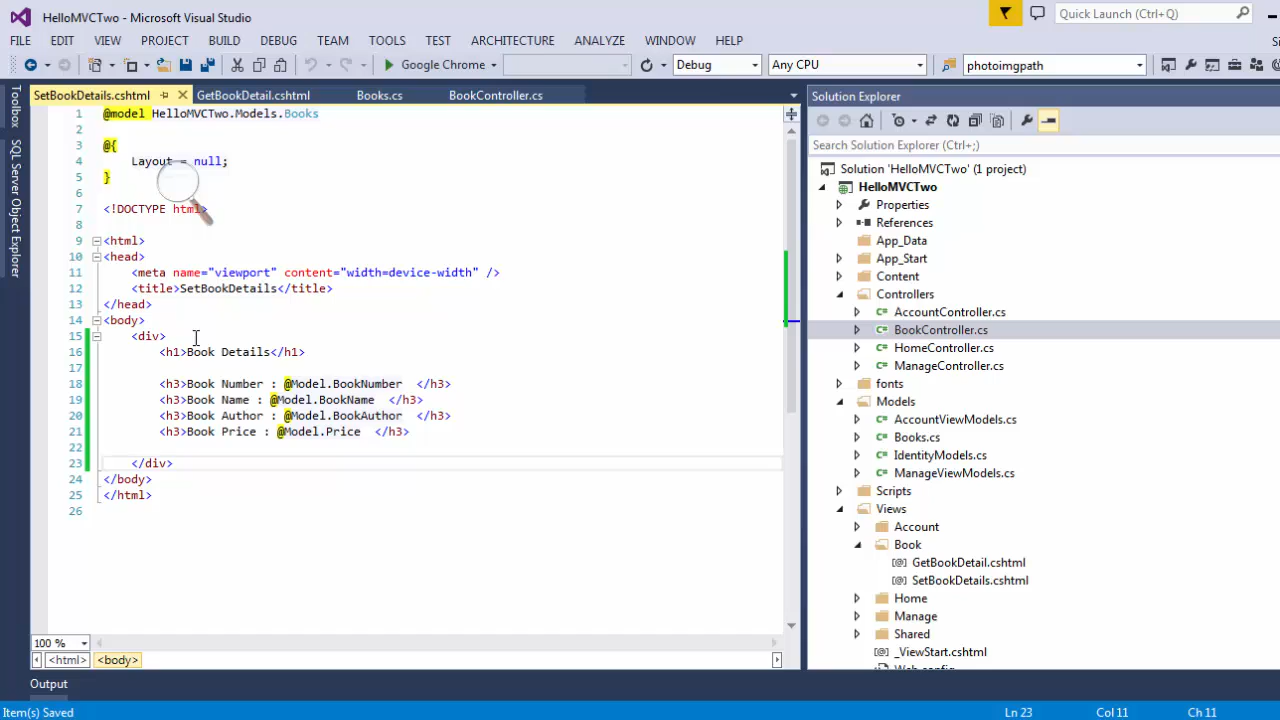 HelloMVCTwo - Microsoft Visual Studio
Quick Launch (Ctrl+Q)
FILE EDIT VIEW PROJECT BUILD DEBUG TEAM TOOLS TEST ARCHITECTURE ANALYZE WINDOW HELP
Google Chrome Debug Any CPU photoimgpath
SetBookDetails.cshtml GetBookDetail.cshtml Books.cs BookController.cs
Toolbox
SQL Server Object Explorer
1 @model HelloMVCTwo.Models.Books
2
3 @{
4 Layout = null;
5 }
6
7 <!DOCTYPE html>
8
9 <html>
10 <head>
11 <meta name="viewport" content="width=device-width" />
12 <title>SetBookDetails</title>
13 </head>
14 <body>
15 <div>
16 <h1>Book Details</h1>
17
18 <h3>Book Number : @Model.BookNumber </h3>
19 <h3>Book Name : @Model.BookName </h3>
20 <h3>Book Author : @Model.BookAuthor </h3>
21 <h3>Book Price : @Model.Price </h3>
22
23 </div>
24 </body>
25 </html>
26
100 %
<html> <body>
Output
Item(s) Saved Ln 23 Col 11 Ch 11
Solution Explorer
Search Solution Explorer (Ctrl+;)
Solution 'HelloMVCTwo' (1 project)
HelloMVCTwo
Properties
References
App_Data
App_Start
Content
Controllers
AccountController.cs
BookController.cs
HomeController.cs
ManageController.cs
fonts
Models
AccountViewModels.cs
Books.cs
IdentityModels.cs
ManageViewModels.cs
Scripts
Views
Account
Book
GetBookDetail.cshtml
SetBookDetails.cshtml
Home
Manage
Shared
_ViewStart.cshtml
Web.config